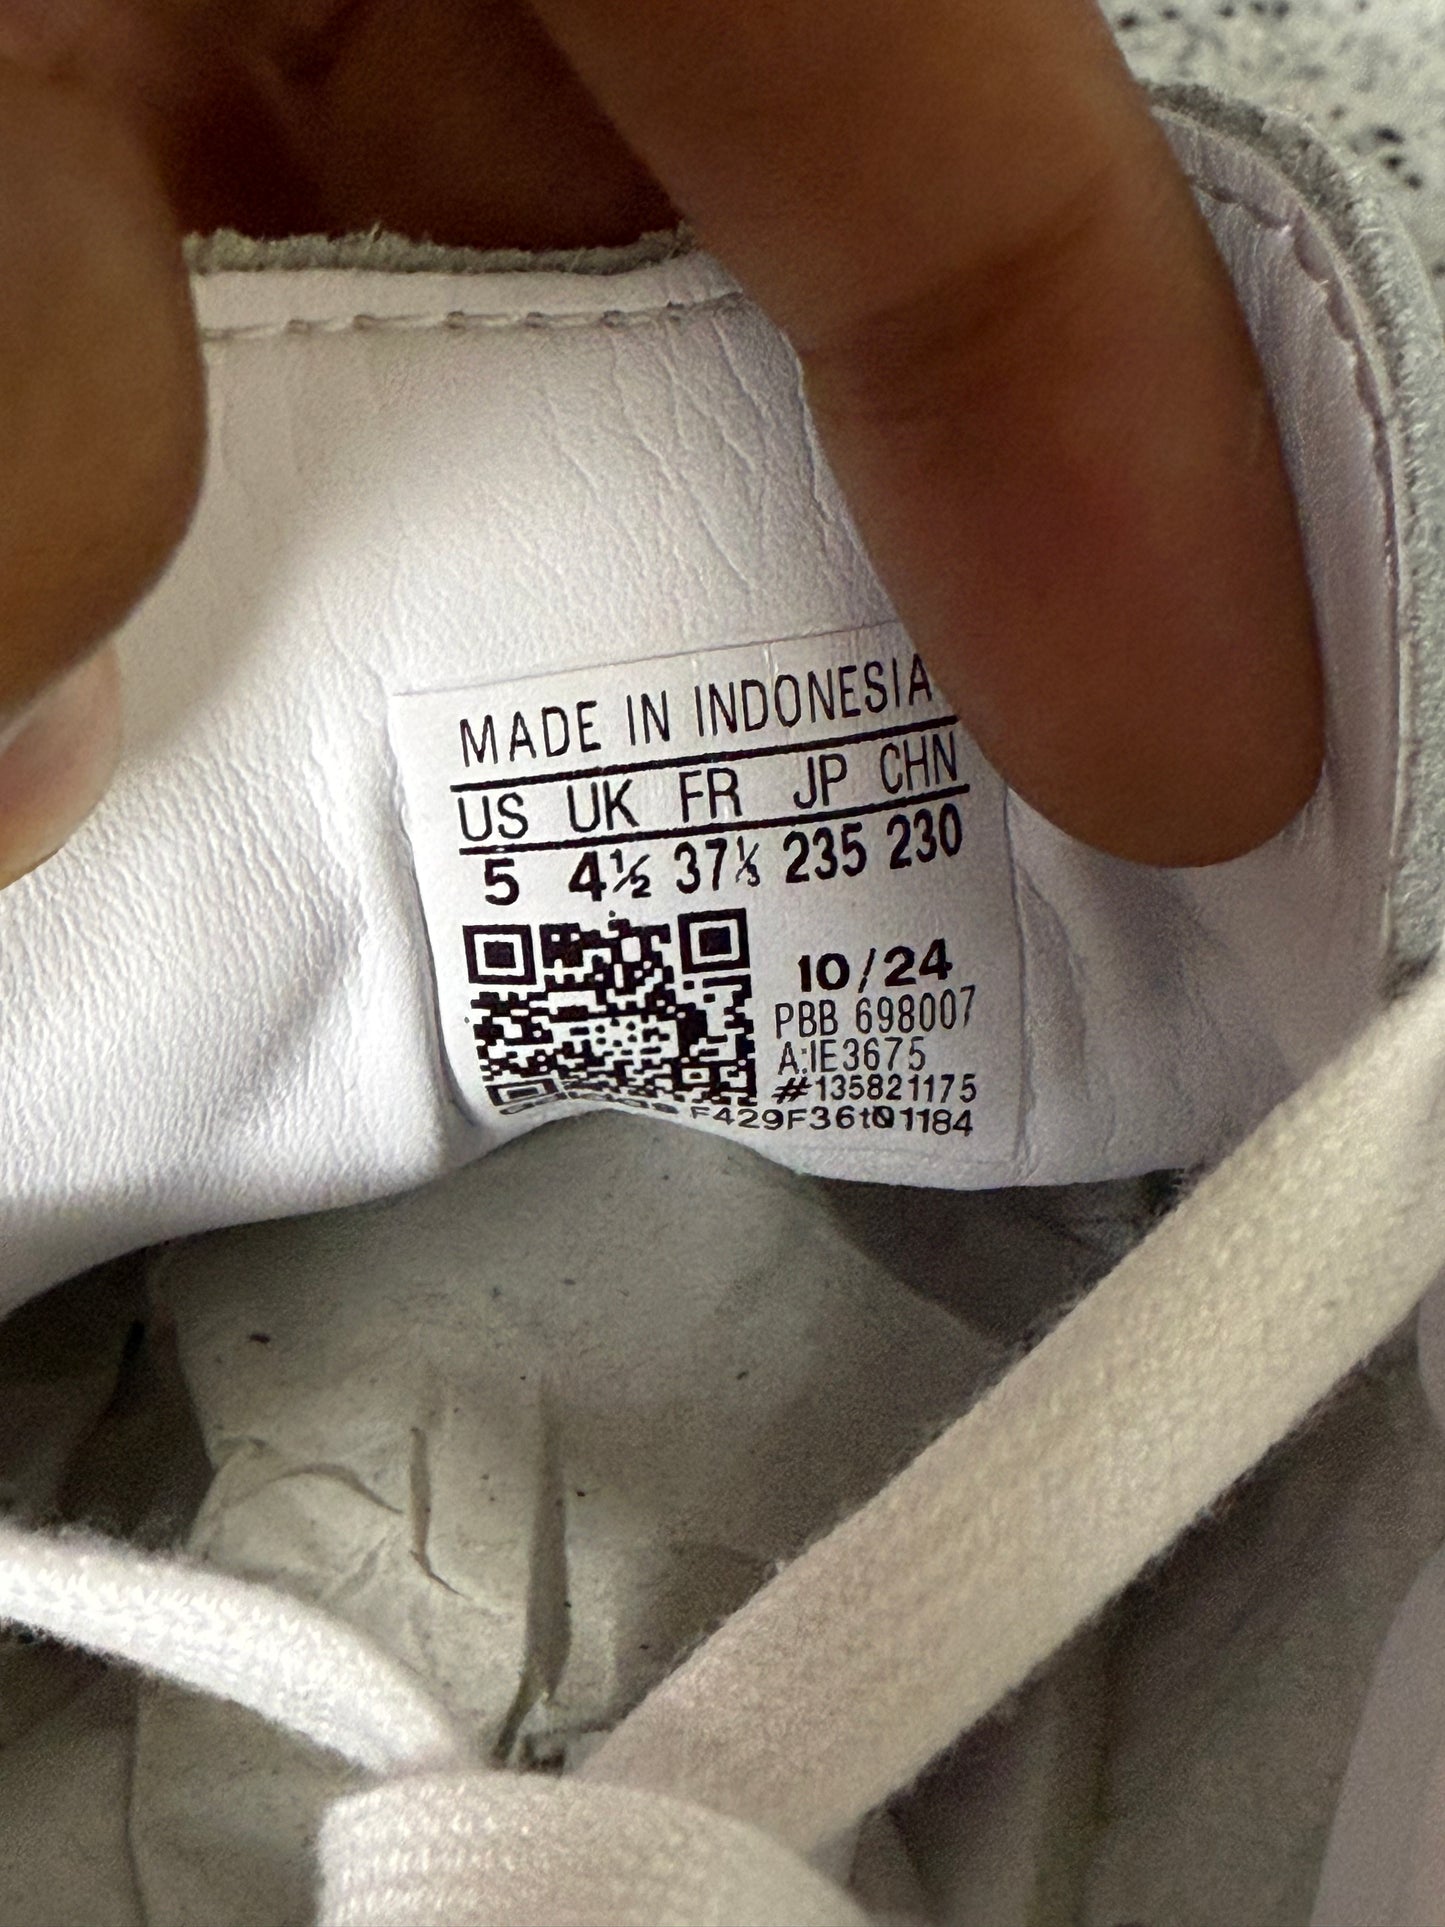 MADE IN INDONESIA
US UK FR JP CHN
5 4½ 37⅓ 235 230
10/24
PBB 698007
A:IE3675
#135821175
F429F36t01184